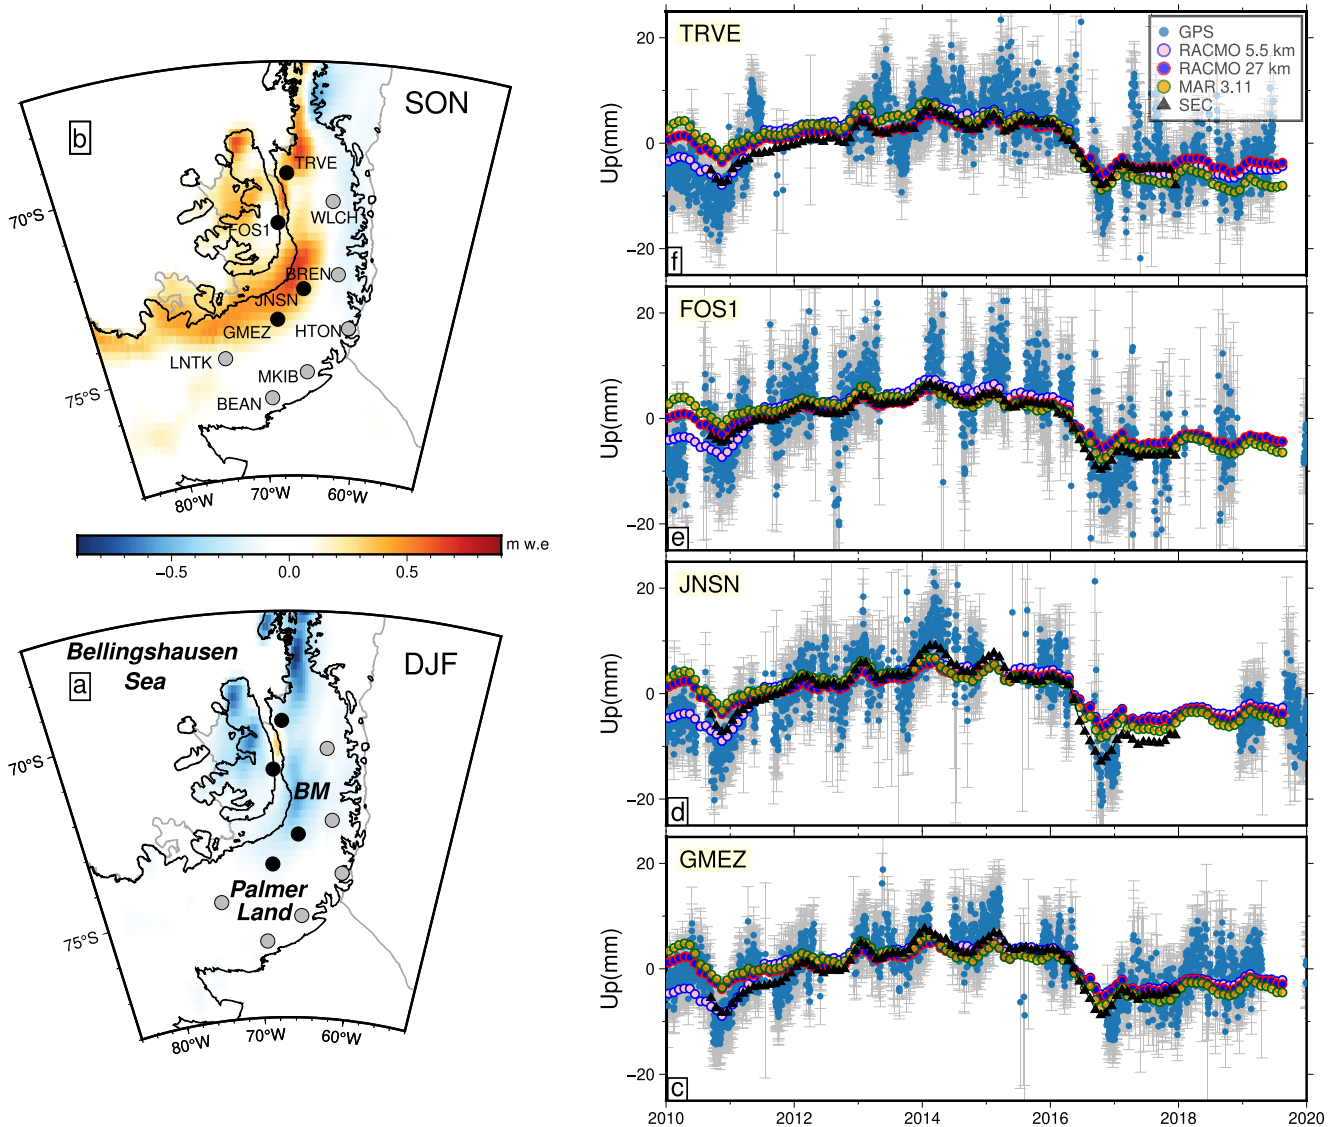 SON
b
TRVE
WLCH
FOS1
BREN
JNSN
GMEZ
HTON
LNTK
MKIB
BEAN
70°S
75°S
80°W
70°W
60°W
m w.e
−0.5
0.0
0.5
Bellingshausen
Sea
a
DJF
BM
Palmer
Land
70°S
75°S
80°W
70°W
60°W
TRVE
GPS
RACMO 5.5 km
RACMO 27 km
MAR 3.11
SEC
20
0
−20
Up(mm)
f
FOS1
20
0
−20
Up(mm)
e
JNSN
20
0
−20
Up(mm)
d
GMEZ
20
0
−20
Up(mm)
c
2010
2012
2014
2016
2018
2020